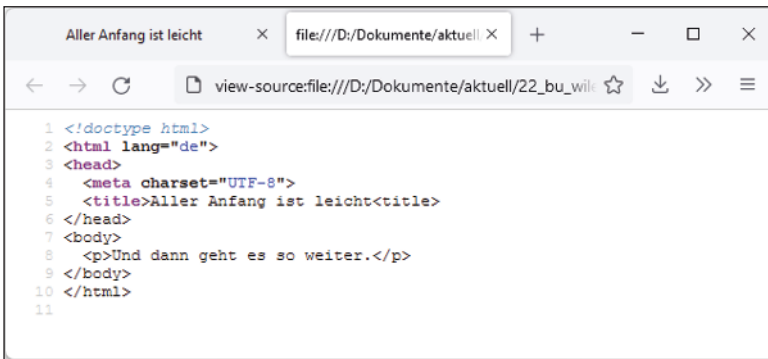 Aller Anfang ist leicht
file:///D:/Dokumente/aktuell
view-source:file:///D:/Dokumente/aktuell/22_bu_wile
1 <!doctype html>
2 <html lang="de">
3 <head>
4 <meta charset="UTF-8">
5 <title>Aller Anfang ist leicht<title>
6 </head>
7 <body>
8 <p>Und dann geht es so weiter.</p>
9 </body>
10 </html>
11